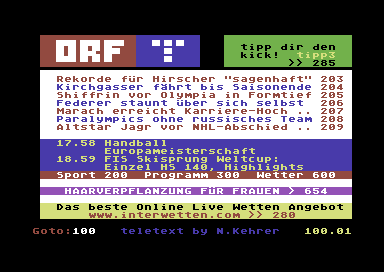 ORF T
tipp dir den
kick! tipp3
>> 285
Rekorde für Hirscher "sagenhaft" 203
Kirchgasser fährt bis Saisonende 204
Shiffrin vor Olympia in Formtief 205
Federer staunt über sich selbst 206
Marach erreicht Karriere-Hoch .. 207
Paralympics ohne russisches Team 208
Altstar Jagr vor NHL-Abschied .. 209
17.58 Handball
Europameisterschaft
18.59 FIS Skisprung Weltcup:
Einzel HS 140, Highlights
Sport 200 Programm 300 Wetter 600
HAARVERPFLANZUNG FÜR FRAUEN > 654
Das beste Online Live Wetten Angebot
www.interwetten.com >> 280
Goto:100 teletext by N.Kehrer 100.01